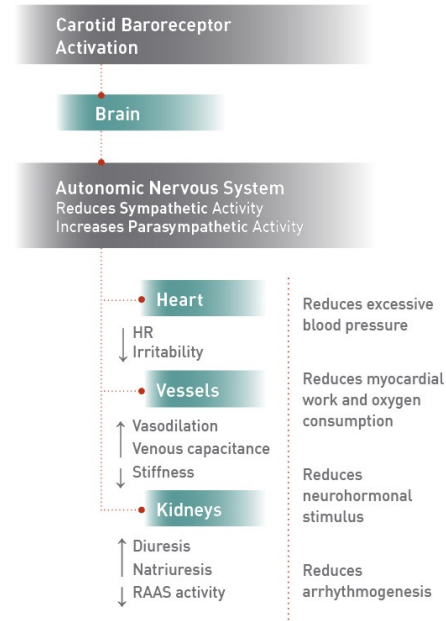 Carotid Baroreceptor
Activation
Brain
Autonomic Nervous System
Reduces Sympathetic Activity
Increases Parasympathetic Activity
Heart
↓ HR
Irritability
Vessels
↑ Vasodilation
Venous capacitance
↓ Stiffness
Kidneys
↑ Diuresis
Natriuresis
↓ RAAS activity
Reduces excessive
blood pressure
Reduces myocardial
work and oxygen
consumption
Reduces
neurohormonal
stimulus
Reduces
arrhythmogenesis